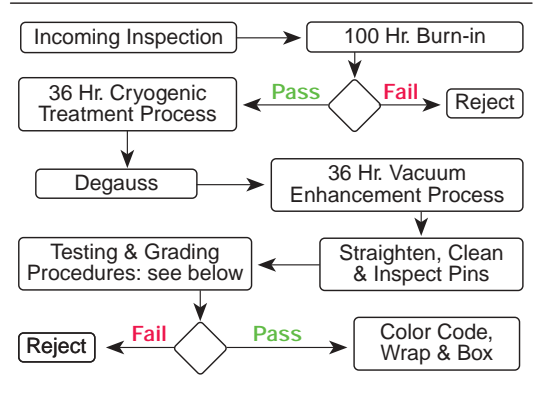 Incoming Inspection
100 Hr. Burn-in
Pass
Fail
Reject
36 Hr. Cryogenic
Treatment Process
Degauss
36 Hr. Vacuum
Enhancement Process
Straighten, Clean
& Inspect Pins
Testing & Grading
Procedures: see below
Reject
Fail
Pass
Color Code,
Wrap & Box